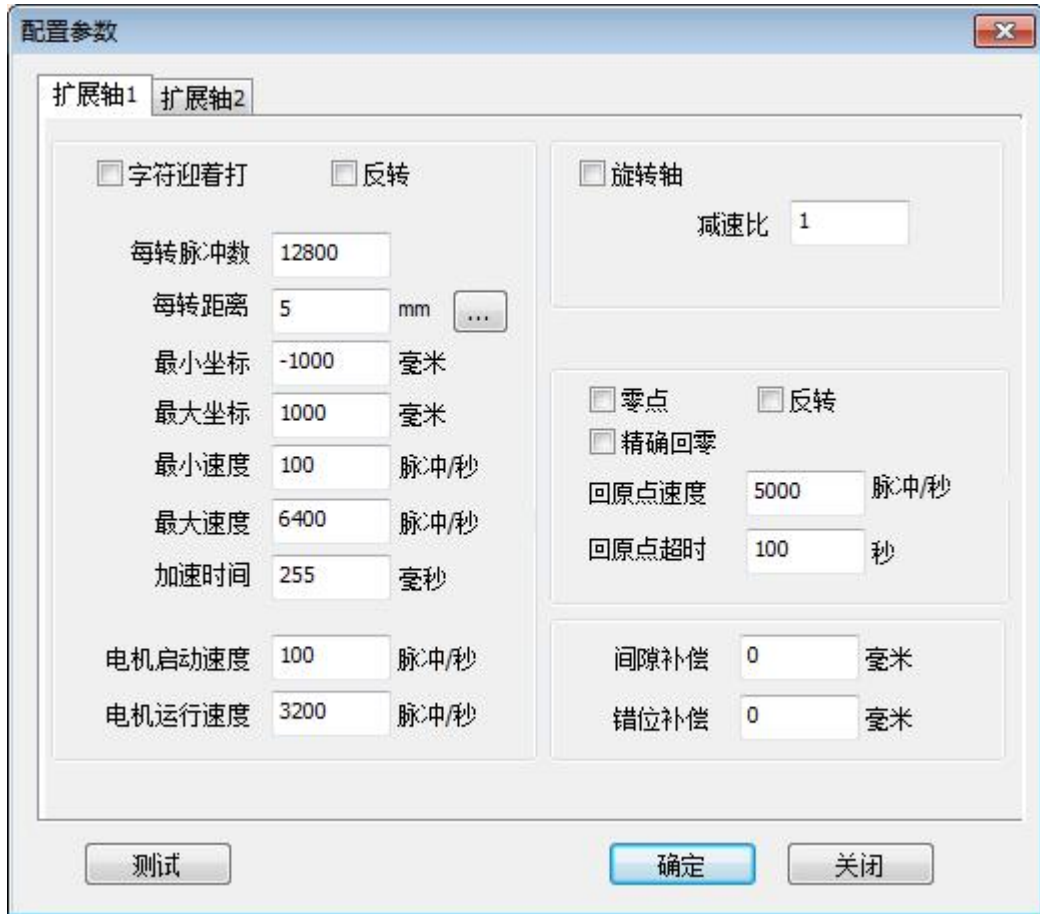 配置参数
扩展轴1 扩展轴2
字符迎着打 反转
每转脉冲数 12800
每转距离 5 mm ...
最小坐标 -1000 毫米
最大坐标 1000 毫米
最小速度 100 脉冲/秒
最大速度 6400 脉冲/秒
加速时间 255 毫秒
电机启动速度 100 脉冲/秒
电机运行速度 3200 脉冲/秒
旋转轴
减速比 1
零点 反转
精确回零
回原点速度 5000 脉冲/秒
回原点超时 100 秒
间隙补偿 0 毫米
错位补偿 0 毫米
测试 确定 关闭